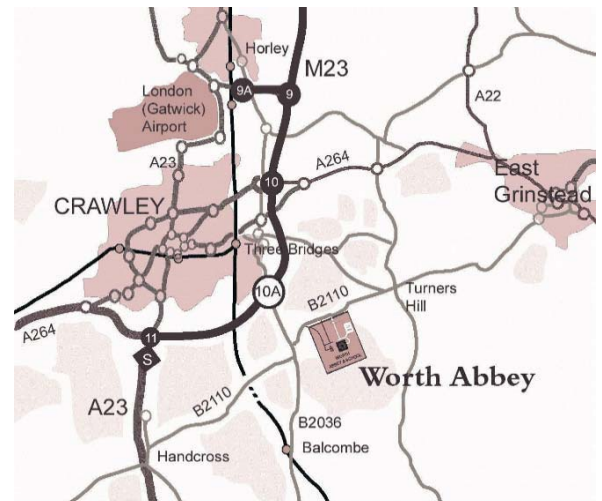 Horley
M23
9A
9
London
(Gatwick)
Airport
A22
A23
A264
10
East
Grinstead
CRAWLEY
Three Bridges
10A
Turners
Hill
B2110
A264
11
S
Worth Abbey
A23
B2110
B2036
Handcross
Balcombe